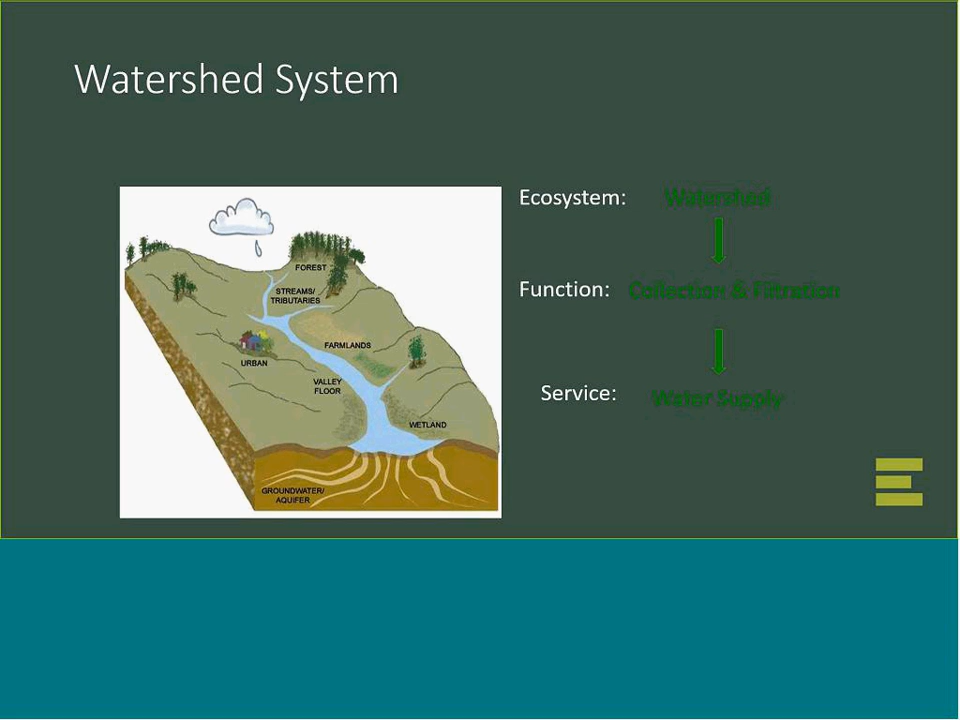 Watershed System
Ecosystem: Watershed
Function: Collection & Filtration
Service: Water Supply
FOREST
STREAMS/
TRIBUTARIES
FARMLANDS
URBAN
VALLEY
FLOOR
WETLAND
GROUNDWATER/
AQUIFER